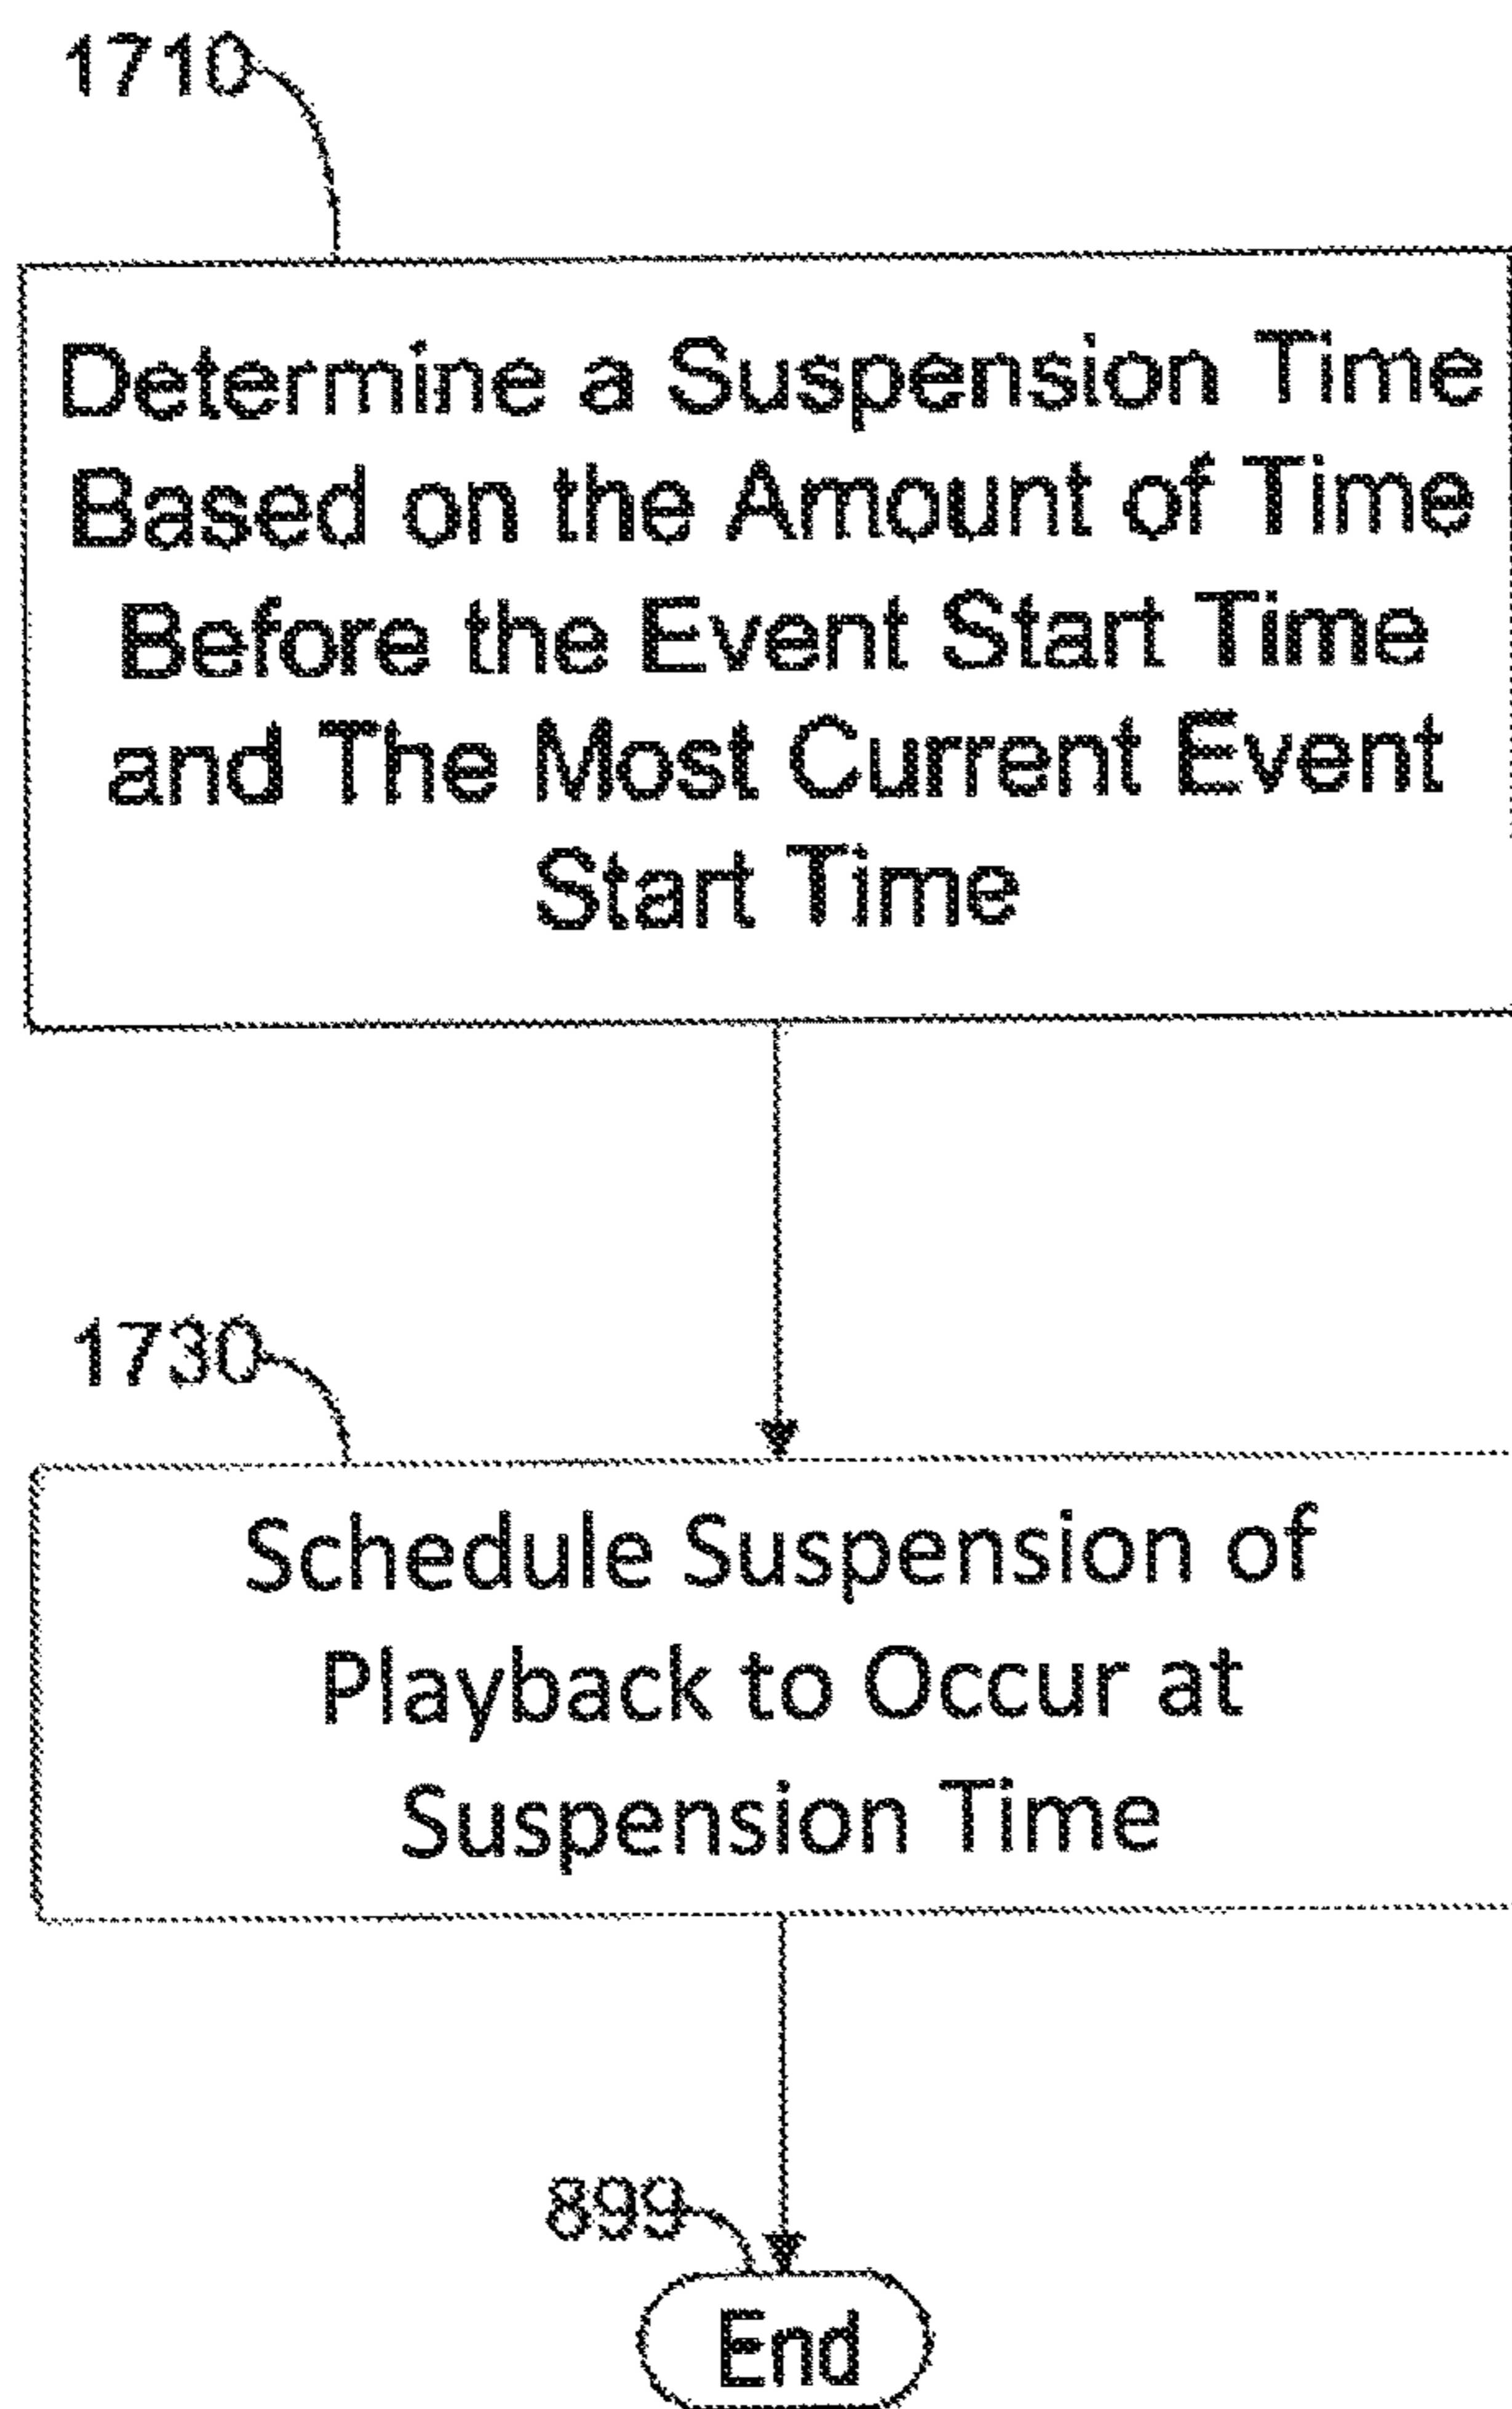 1710
Determine a Suspension Time
Based on the Amount of Time
Before the Event Start Time
and The Most Current Event
Start Time
1730
Schedule Suspension of
Playback to Occur at
Suspension Time
899
End